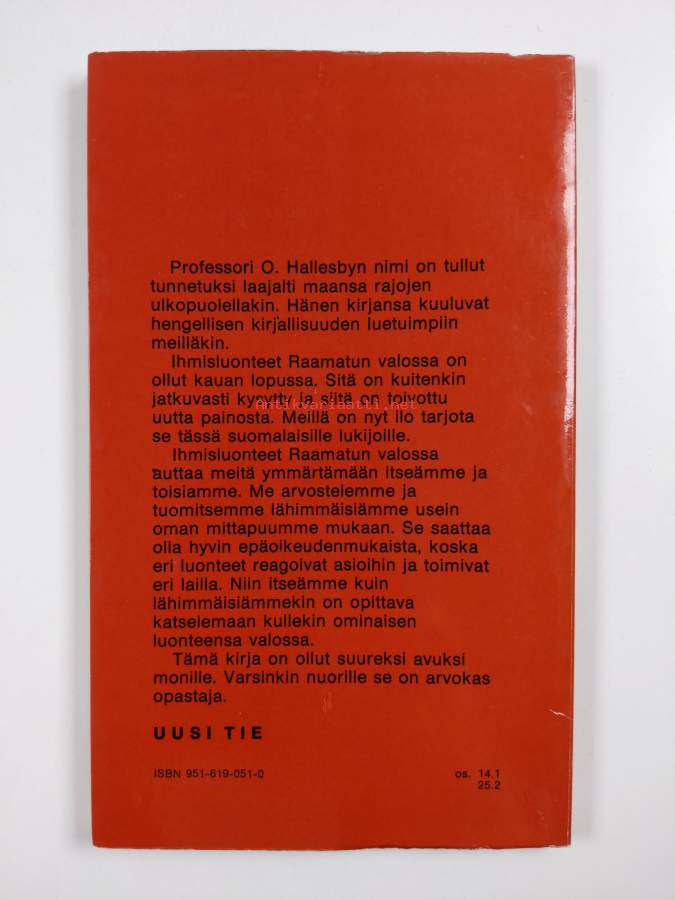 Professori O. Hallesbyn nimi on tullut
tunnetuksi laajalti maansa rajojen
ulkopuolellakin. Hänen kirjansa kuuluvat
hengellisen kirjallisuuden luetuimpiin
meilläkin.
Ihmisluonteet Raamatun valossa on
ollut kauan lopussa. Sitä on kuitenkin
jatkuvasti kysytty ja siitä on toivottu
Antikvariaatti.net
uutta painosta. Meillä on nyt ilo tarjota
se tässä suomalaisille lukijoille.
Ihmisluonteet Raamatun valossa
auttaa meitä ymmärtämään itseämme ja
toisiamme. Me arvostelemme ja
tuomitsemme lähimmäisiämme usein
oman mittapuumme mukaan. Se saattaa
olla hyvin epäoikeudenmukaista, koska
eri luonteet reagoivat asioihin ja toimivat
eri lailla. Niin itseämme kuin
lähimmäisiämmekin on opittava
katselemaan kullekin ominaisen
luonteensa valossa.
Tämä kirja on ollut suureksi avuksi
monille. Varsinkin nuorille se on arvokas
opastaja.
UUSI TIE
ISBN 951-619-051-0 os. 14.1
25.2